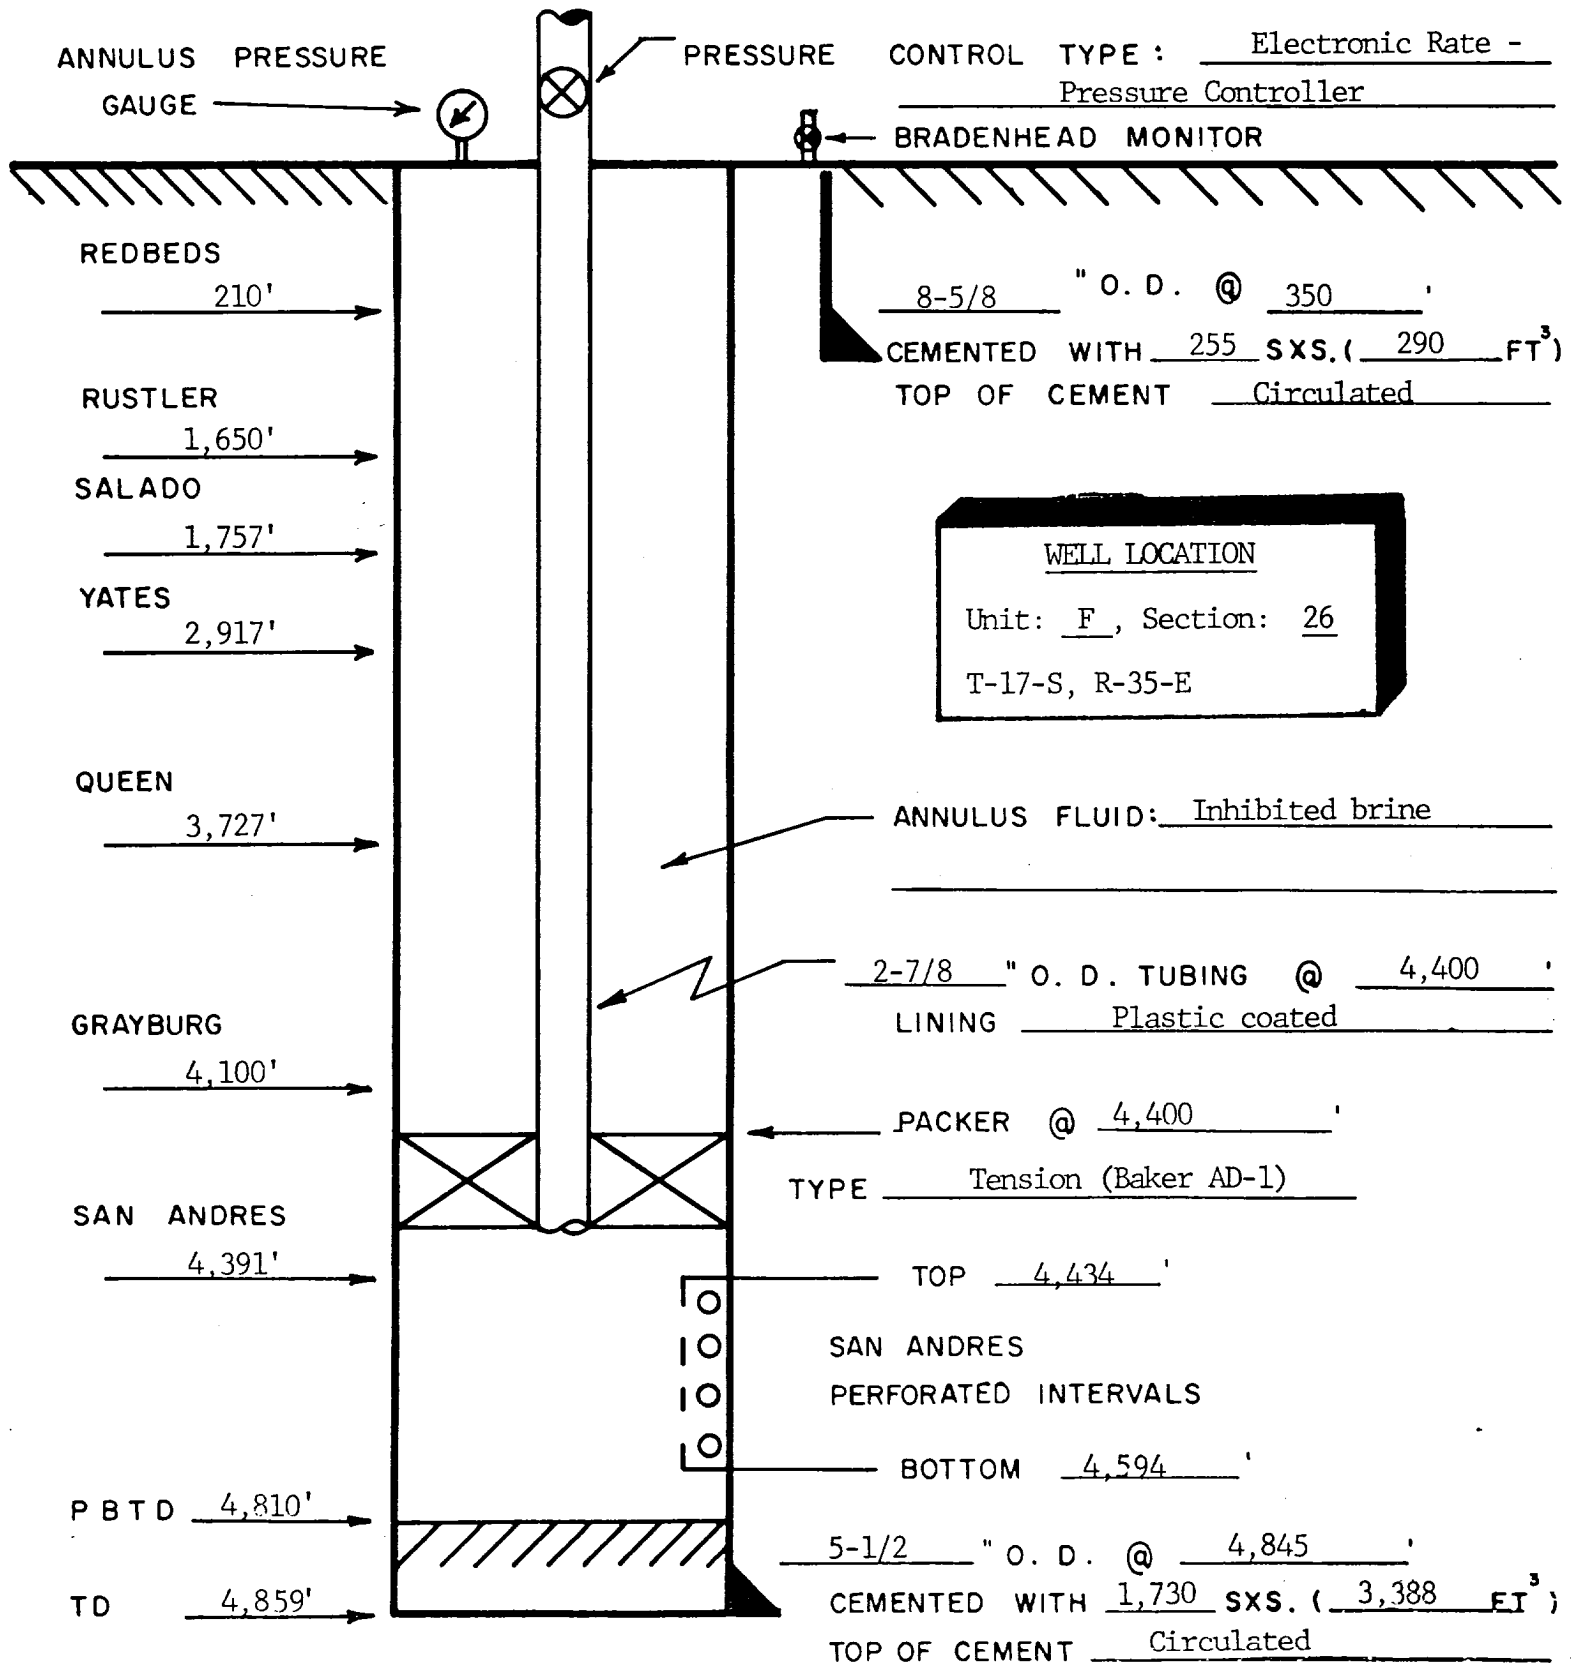 ANNULUS PRESSURE
GAUGE
PRESSURE CONTROL TYPE: Electronic Rate -
Pressure Controller
BRADENHEAD MONITOR
REDBEDS
210'
8-5/8 " O.D. @ 350 '
CEMENTED WITH 255 SXS. ( 290 FT³)
TOP OF CEMENT Circulated
RUSTLER
1,650'
SALADO
1,757'
YATES
2,917'
WELL LOCATION
Unit: F, Section: 26
T-17-S, R-35-E
QUEEN
3,727'
ANNULUS FLUID: Inhibited brine
2-7/8 " O.D. TUBING @ 4,400 '
LINING Plastic coated
GRAYBURG
4,100'
PACKER @ 4,400 '
TYPE Tension (Baker AD-1)
SAN ANDRES
4,391'
TOP 4,434 '
SAN ANDRES
PERFORATED INTERVALS
BOTTOM 4,594 '
PBTD 4,810'
5-1/2 " O.D. @ 4,845 '
TD 4,859'
CEMENTED WITH 1,730 SXS. ( 3,388 FT³)
TOP OF CEMENT Circulated